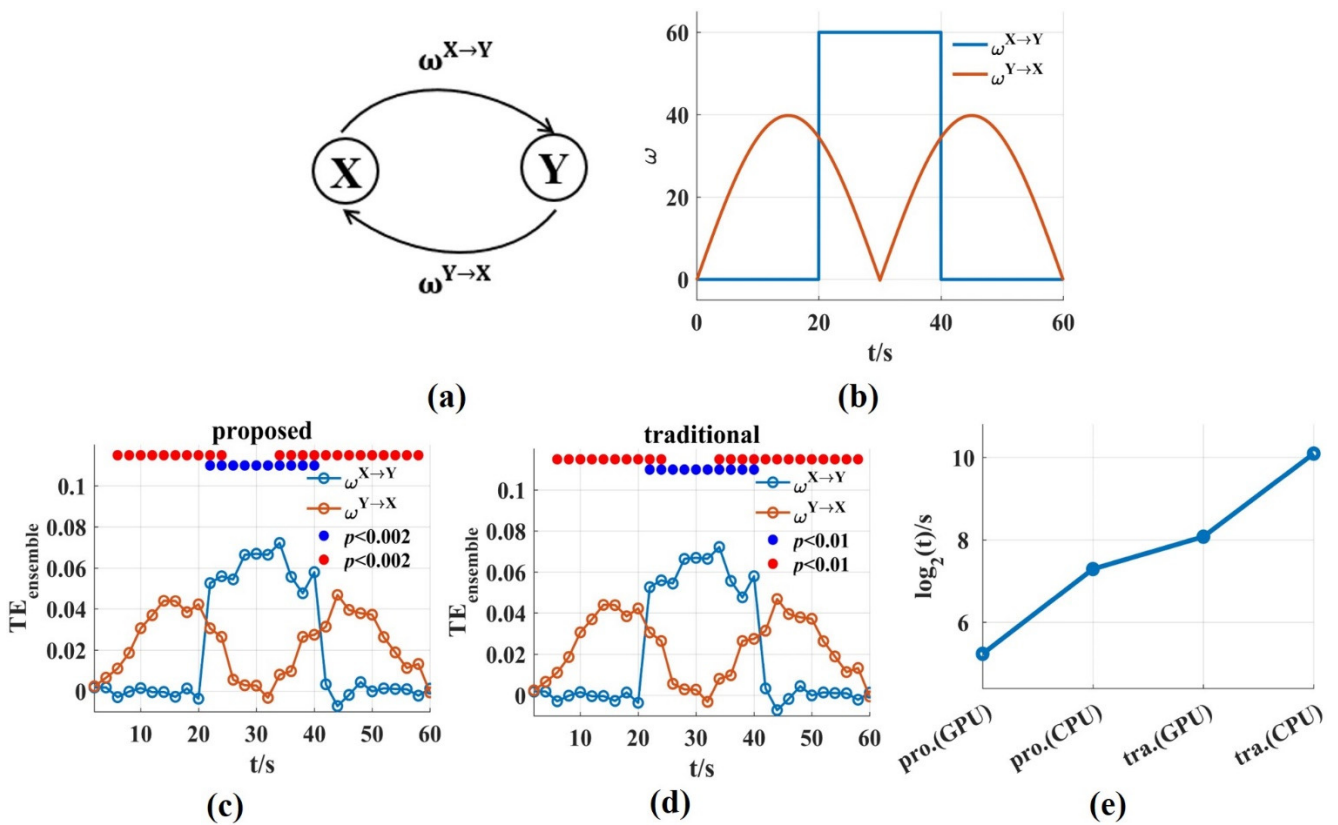 ω^X→Y
X
Y
ω^Y→X
(a)
60
40
20
0
ω
ω^X→Y
ω^Y→X
0
20
40
60
t/s
(b)
proposed
0.1
0.08
0.06
0.04
0.02
0
TE_ensemble
ω^X→Y
ω^Y→X
p<0.002
p<0.002
10
20
30
40
50
60
t/s
(c)
traditional
0.1
0.08
0.06
0.04
0.02
0
TE_ensemble
ω^X→Y
ω^Y→X
p<0.01
p<0.01
10
20
30
40
50
60
t/s
(d)
10
8
6
log_2(t)/s
pro.(GPU)
pro.(CPU)
tra.(GPU)
tra.(CPU)
(e)